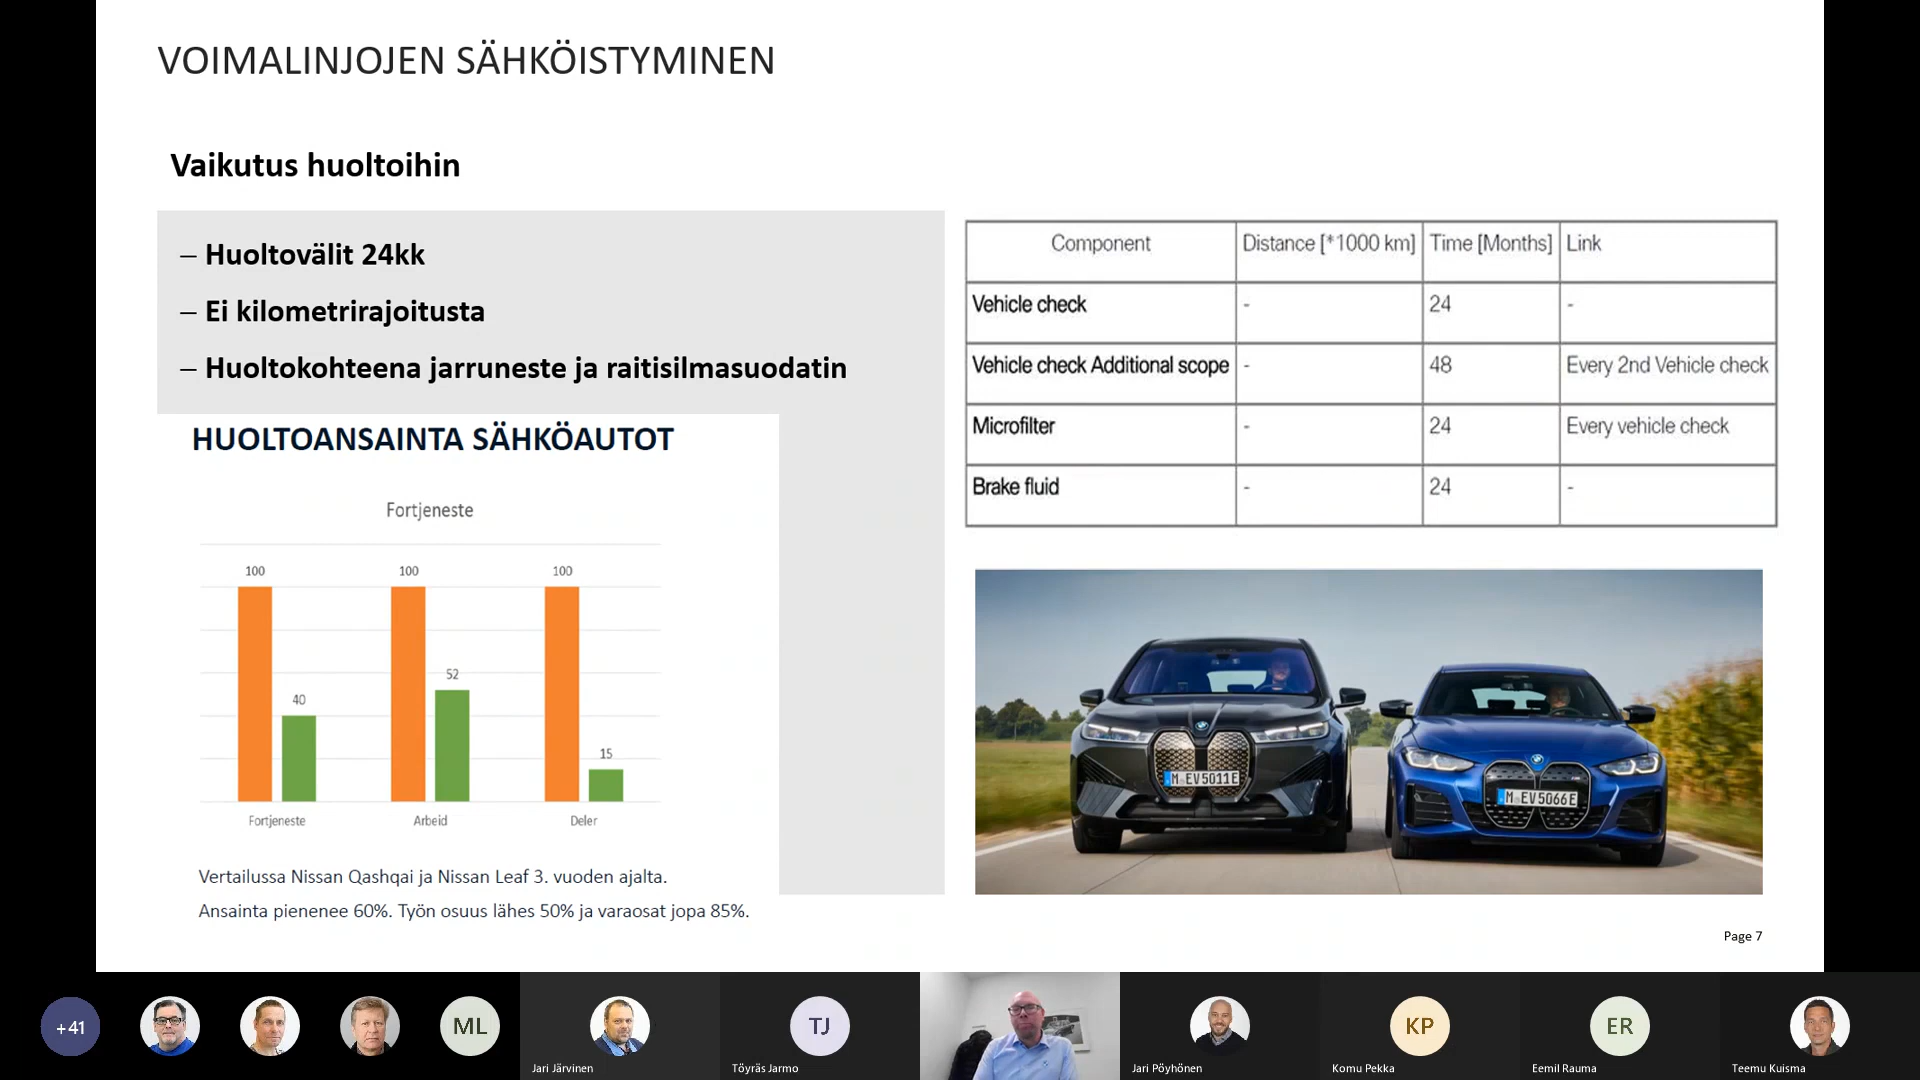 VOIMALINJOJEN SÄHKÖISTYMINEN
Vaikutus huoltoihin
– Huoltovälit 24kk
– Ei kilometrirajoitusta
– Huoltokohteena jarruneste ja raitisilmasuodatin
HUOLTOANSAINTA SÄHKÖAUTOT
Fortjeneste
100 40 100 52 100 15
Fortjeneste Arbeid Deler
Vertailussa Nissan Qashqai ja Nissan Leaf 3. vuoden ajalta.
Ansainta pienenee 60%. Työn osuus lähes 50% ja varaosat jopa 85%.
Component Distance [*1000 km] Time [Months] Link
Vehicle check - 24 -
Vehicle check Additional scope - 48 Every 2nd Vehicle check
Microfilter - 24 Every vehicle check
Brake fluid - 24 -
M EV5011E
M EV5066E
Page 7
+41
ML
TJ
KP
ER
Jari Järvinen
Töyräs Jarmo
Jari Pöyhönen
Komu Pekka
Eemil Rauma
Teemu Kuisma